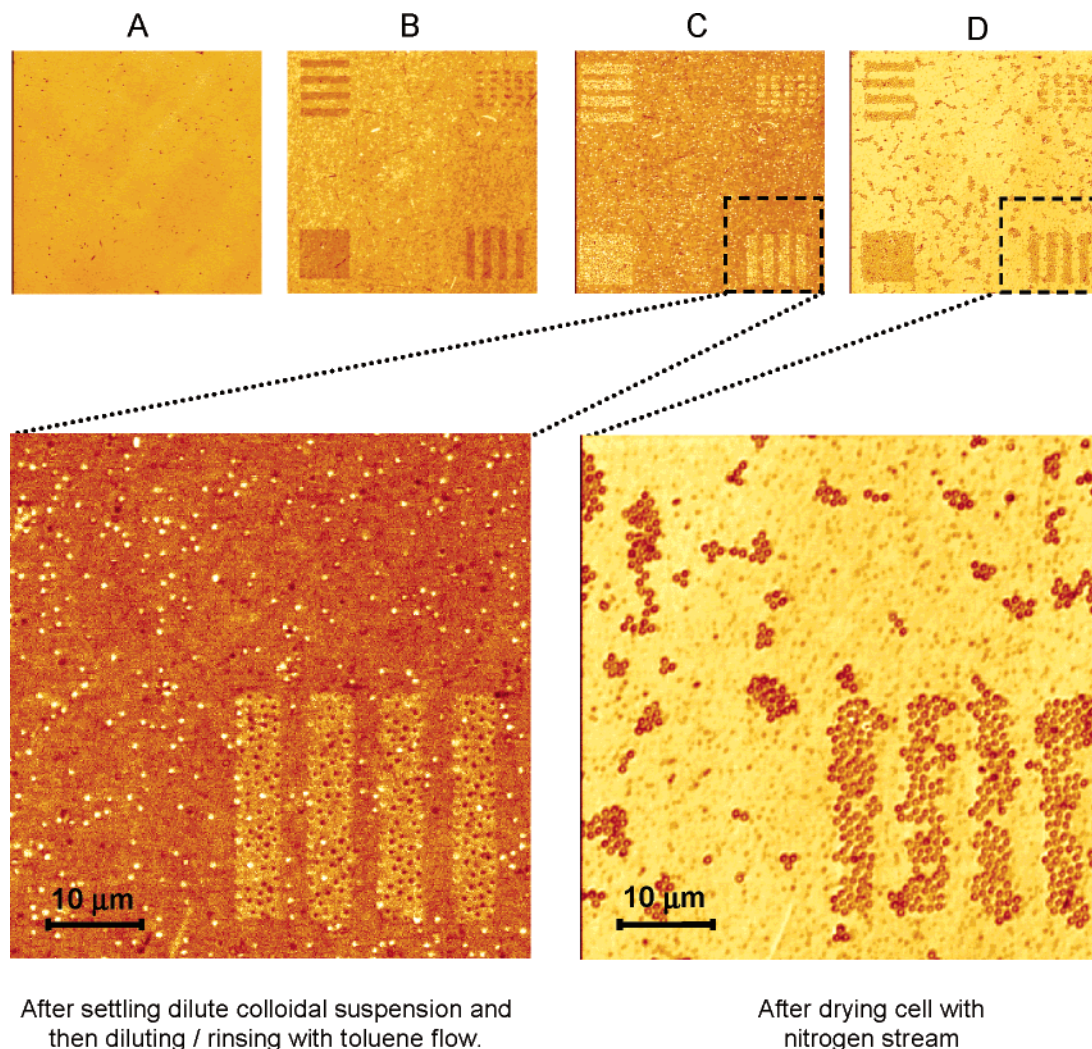 A B C D
10 μm
10 μm
After settling dilute colloidal suspension and
then diluting / rinsing with toluene flow.
After drying cell with
nitrogen stream